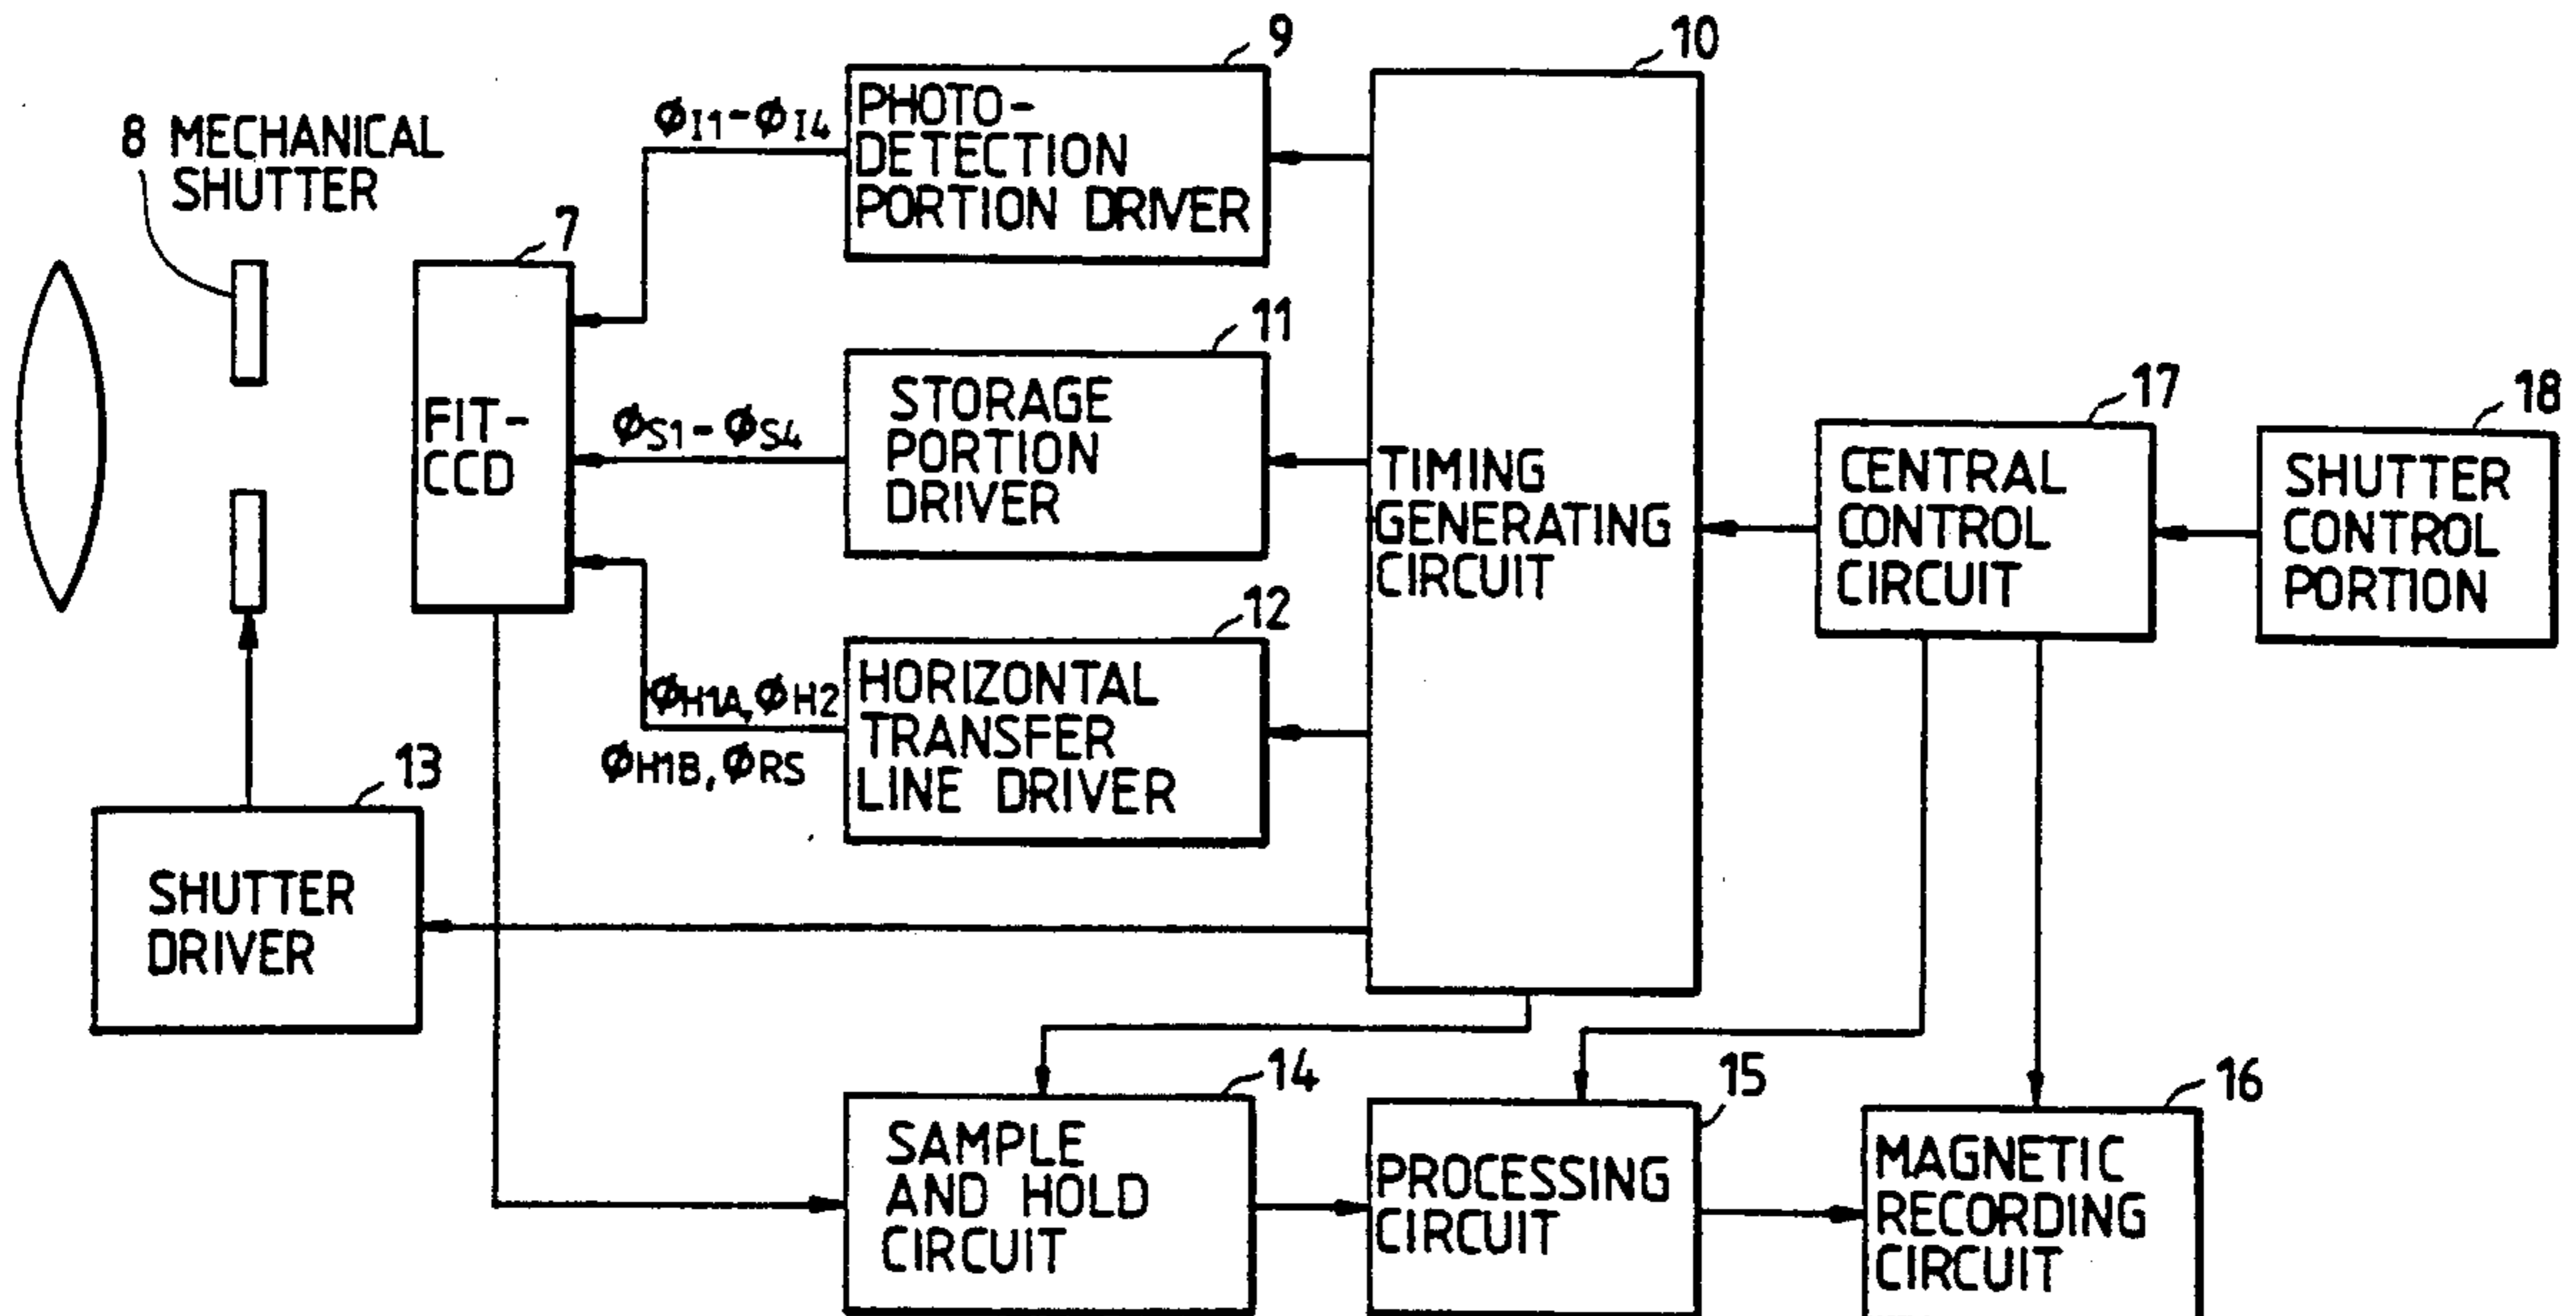 8 MECHANICAL
SHUTTER
7
FIT-
CCD
ΦI1-ΦI4
9
PHOTO-
DETECTION
PORTION DRIVER
10
TIMING
GENERATING
CIRCUIT
11
STORAGE
PORTION
DRIVER
ΦS1-ΦS4
12
HORIZONTAL
TRANSFER
LINE DRIVER
ΦH1A,ΦH2
ΦH1B,ΦRS
17
CENTRAL
CONTROL
CIRCUIT
18
SHUTTER
CONTROL
PORTION
13
SHUTTER
DRIVER
14
SAMPLE
AND HOLD
CIRCUIT
15
PROCESSING
CIRCUIT
16
MAGNETIC
RECORDING
CIRCUIT